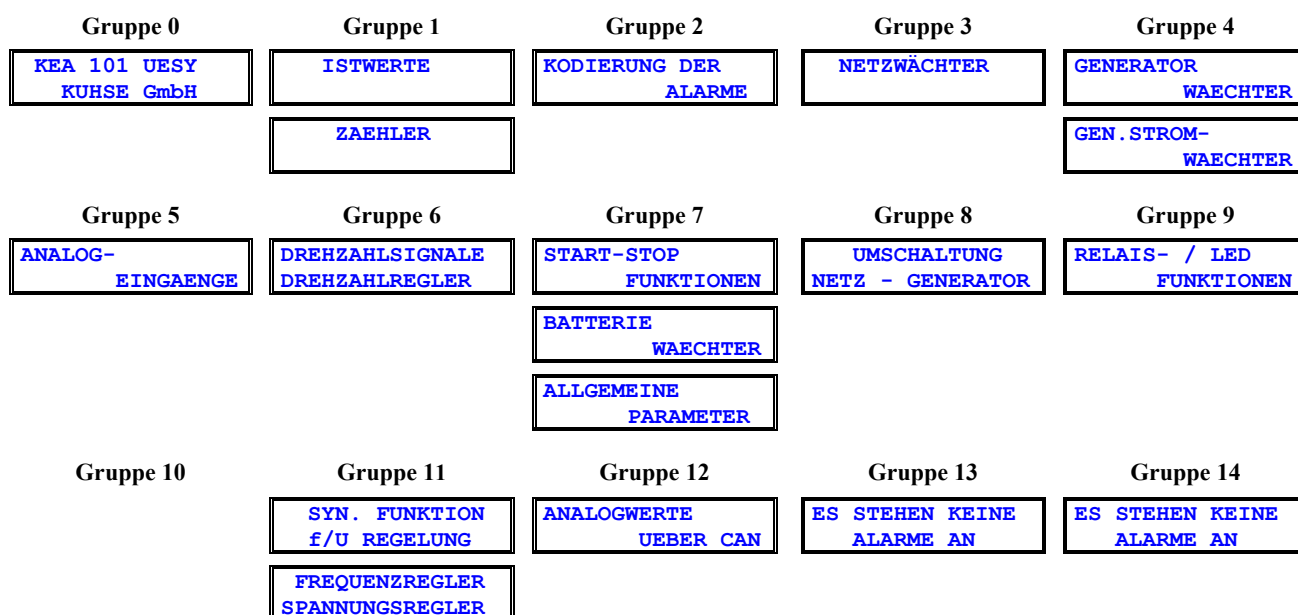 Gruppe 0 Gruppe 1 Gruppe 2 Gruppe 3 Gruppe 4
KEA 101 UESY ISTWERTE KODIERUNG DER NETZWÄCHTER GENERATOR
KUHSE GmbH ALARME WAECHTER
ZAEHLER GEN.STROM-
WAECHTER
Gruppe 5 Gruppe 6 Gruppe 7 Gruppe 8 Gruppe 9
ANALOG- DREHZAHLSIGNALE START-STOP UMSCHALTUNG RELAIS- / LED
EINGAENGE DREHZAHLREGLER FUNKTIONEN NETZ - GENERATOR FUNKTIONEN
BATTERIE
WAECHTER
ALLGEMEINE
PARAMETER
Gruppe 10 Gruppe 11 Gruppe 12 Gruppe 13 Gruppe 14
SYN. FUNKTION ANALOGWERTE ES STEHEN KEINE ES STEHEN KEINE
f/U REGELUNG UEBER CAN ALARME AN ALARME AN
FREQUENZREGLER
SPANNUNGSREGLER